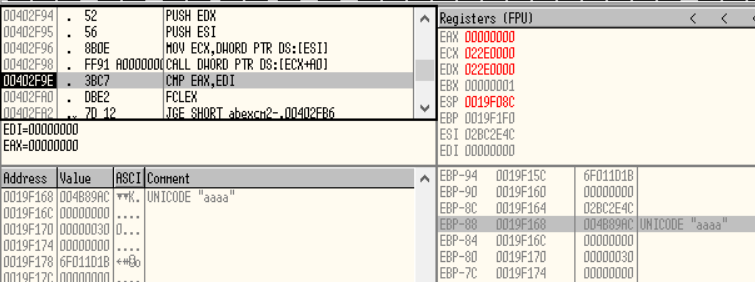 00402F94 . 52 PUSH EDX
00402F95 . 56 PUSH ESI
00402F96 . 8B0E MOV ECX,DWORD PTR DS:[ESI]
00402F98 . FF91 A0000000 CALL DWORD PTR DS:[ECX+A0]
00402F9E . 3BC7 CMP EAX,EDI
00402FA0 . DBE2 FCLEX
00402FA2 .v 7D 12 JGE SHORT abexcm2-.00402FB6
EDI=00000000
EAX=00000000
Registers (FPU) < < <
EAX 00000000
ECX 022E0000
EDX 022E0000
EBX 00000001
ESP 0019F08C
EBP 0019F1F0
ESI 02BC2E4C
EDI 00000000
Address Value ASCI Comment
0019F168 004B89AC ▼▼K. UNICODE "aaaa"
0019F16C 00000000 ....
0019F170 00000030 0...
0019F174 00000000 ....
0019F178 6F011D1B
0019F17C 00000000 ....
EBP-94 0019F15C 6F011D1B
EBP-90 0019F160 00000000
EBP-8C 0019F164 02BC2E4C
EBP-88 0019F168 004B89AC UNICODE "aaaa"
EBP-84 0019F16C 00000000
EBP-80 0019F170 00000030
EBP-7C 0019F174 00000000